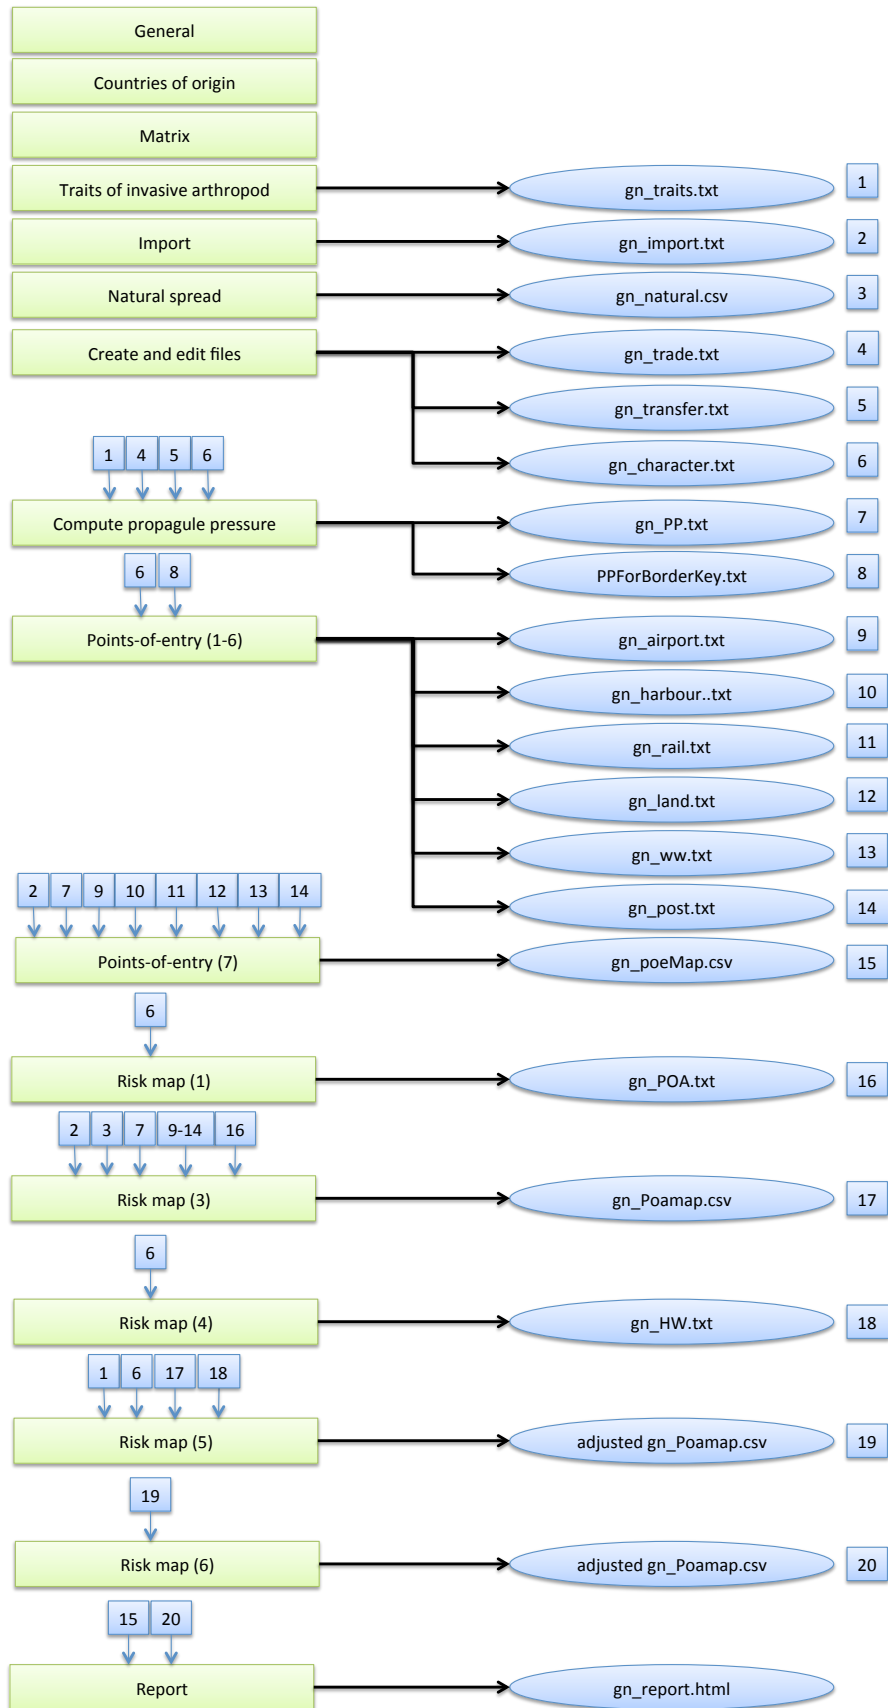 General
Countries of origin
Matrix
Traits of invasive arthropod
gn_traits.txt
1
Import
gn_import.txt
2
Natural spread
gn_natural.csv
3
Create and edit files
gn_trade.txt
4
gn_transfer.txt
5
gn_character.txt
6
1 4 5 6
Compute propagule pressure
gn_PP.txt
7
PPForBorderKey.txt
8
6 8
Points-of-entry (1-6)
gn_airport.txt
9
gn_harbour..txt
10
gn_rail.txt
11
gn_land.txt
12
gn_ww.txt
13
gn_post.txt
14
2 7 9 10 11 12 13 14
Points-of-entry (7)
gn_poeMap.csv
15
6
Risk map (1)
gn_POA.txt
16
2 3 7 9-14 16
Risk map (3)
gn_Poamap.csv
17
6
Risk map (4)
gn_HW.txt
18
1 6 17 18
Risk map (5)
adjusted gn_Poamap.csv
19
19
Risk map (6)
adjusted gn_Poamap.csv
20
15 20
Report
gn_report.html